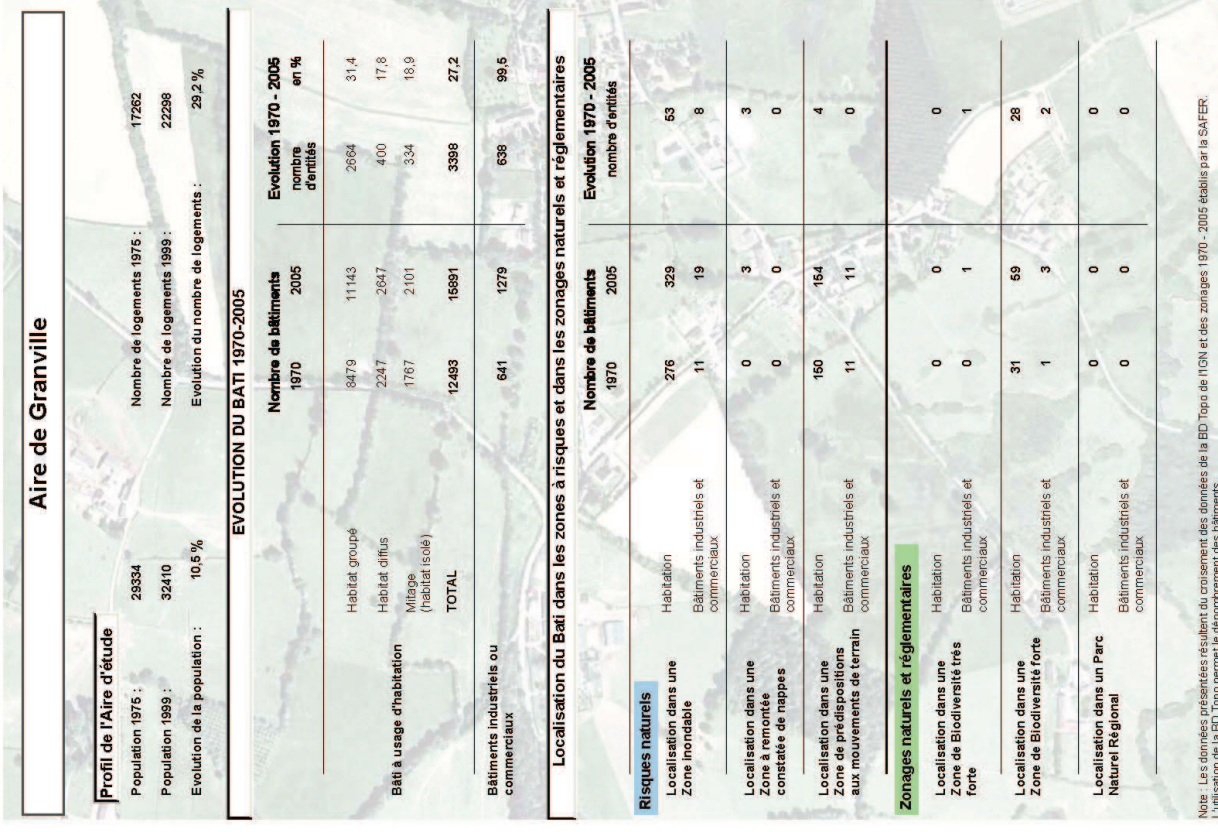 Aire de Granville
Profil de l'Aire d'étude
Population 1975 : 29334 Nombre de logements 1975 : 17262
Population 1999 : 32410 Nombre de logements 1999 : 22298
Evolution de la population : 10,5 % Evolution du nombre de logements : 29,2 %
EVOLUTION DU BATI 1970-2005
Nombre de bâtiments Evolution 1970 - 2005
1970 2005 nombre d'entités en %
Bâti à usage d'habitation
Habitat groupé 8479 11143 2664 31,4
Habitat diffus 2247 2647 400 17,8
Mitage (habitat isolé) 1767 2101 334 18,9
TOTAL 12493 15891 3398 27,2
Bâtiments industriels ou commerciaux 641 1279 638 99,5
Localisation du Bati dans les zones à risques et dans les zonages naturels et réglementaires
Nombre de bâtiments Evolution 1970 - 2005
1970 2005 nombre d'entités
Risques naturels
Localisation dans une Zone inondable
Habitation 276 329 53
Bâtiments industriels et commerciaux 11 19 8
Localisation dans une Zone à remontée constatée de nappes
Habitation 0 3 3
Bâtiments industriels et commerciaux 0 0 0
Localisation dans une Zone de prédispositions aux mouvements de terrain
Habitation 150 154 4
Bâtiments industriels et commerciaux 11 11 0
Zonages naturels et réglementaires
Localisation dans une Zone de Biodiversité très forte
Habitation 0 0 0
Bâtiments industriels et commerciaux 0 1 1
Localisation dans une Zone de Biodiversité forte
Habitation 31 59 28
Bâtiments industriels et commerciaux 1 3 2
Localisation dans un Parc Naturel Régional
Habitation 0 0 0
Bâtiments industriels et commerciaux 0 0 0
Note : Les données présentées résultent du croisement des données de la BD Topo de l'IGN et des zonages 1970 - 2005 établis par la SAFER.
L'utilisation de la BD Topo permet le dénombrement des bâtiments